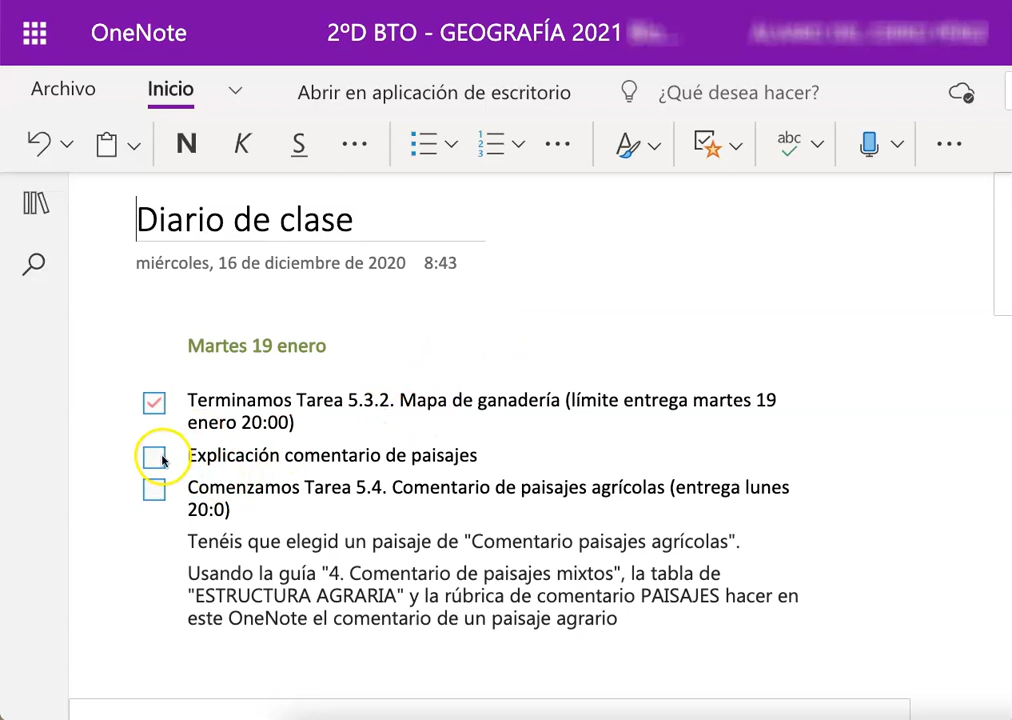 OneNote
2ºD BTO - GEOGRAFÍA 2021
Archivo
Inicio
Abrir en aplicación de escritorio
¿Qué desea hacer?
N K S
abc
Diario de clase
miércoles, 16 de diciembre de 2020 8:43
Martes 19 enero
Terminamos Tarea 5.3.2. Mapa de ganadería (límite entrega martes 19
enero 20:00)
Explicación comentario de paisajes
Comenzamos Tarea 5.4. Comentario de paisajes agrícolas (entrega lunes
20:0)
Tenéis que elegid un paisaje de "Comentario paisajes agrícolas".
Usando la guía "4. Comentario de paisajes mixtos", la tabla de
"ESTRUCTURA AGRARIA" y la rúbrica de comentario PAISAJES hacer en
este OneNote el comentario de un paisaje agrario